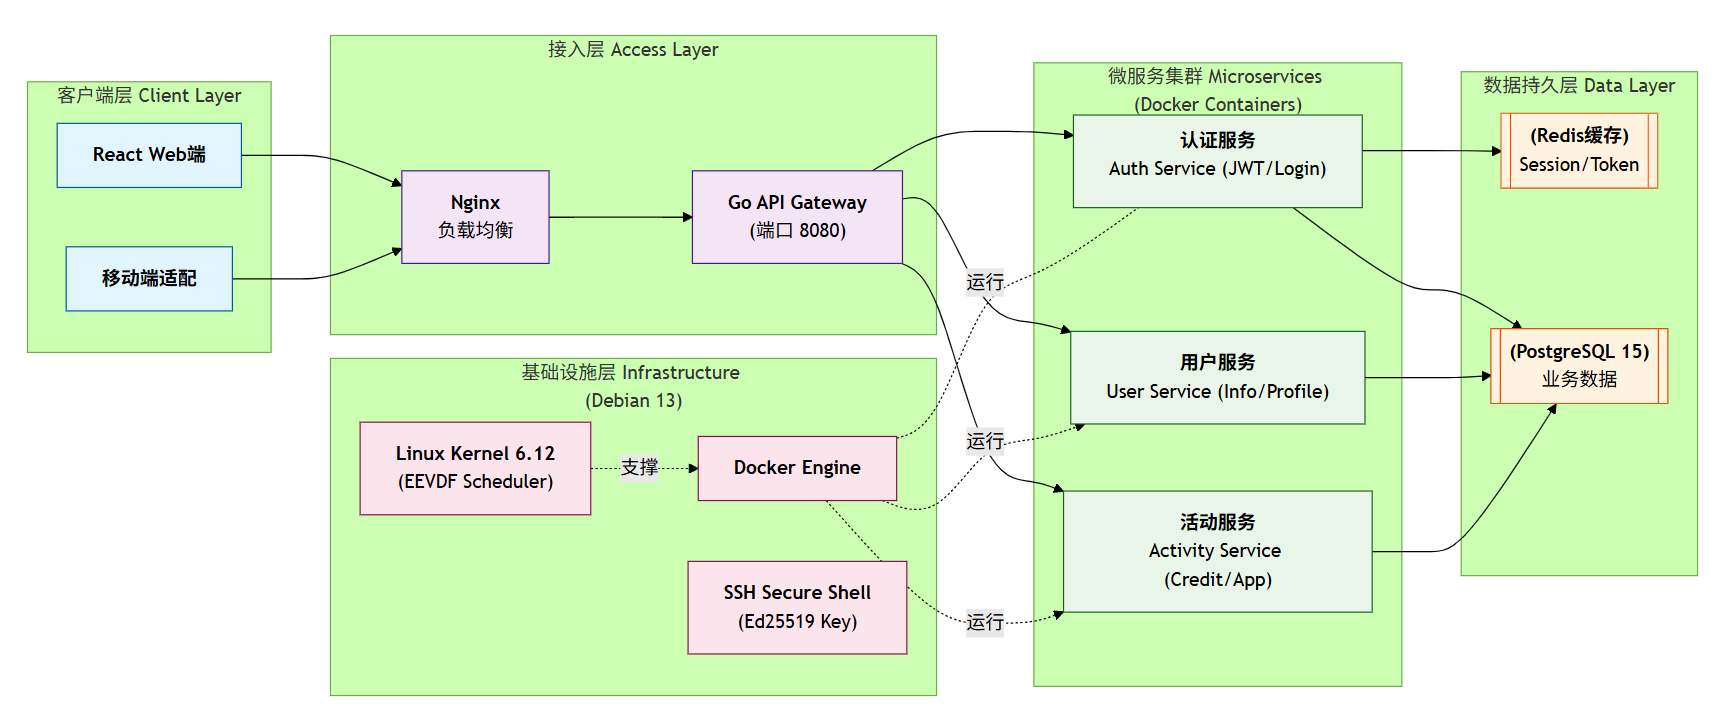 客户端层 Client Layer
React Web端
移动端适配
接入层 Access Layer
Nginx
负载均衡
Go API Gateway
(端口 8080)
基础设施层 Infrastructure
(Debian 13)
Linux Kernel 6.12
(EEVDF Scheduler)
支撑
Docker Engine
SSH Secure Shell
(Ed25519 Key)
运行
运行
运行
微服务集群 Microservices
(Docker Containers)
认证服务
Auth Service (JWT/Login)
用户服务
User Service (Info/Profile)
活动服务
Activity Service
(Credit/App)
数据持久层 Data Layer
(Redis缓存)
Session/Token
(PostgreSQL 15)
业务数据